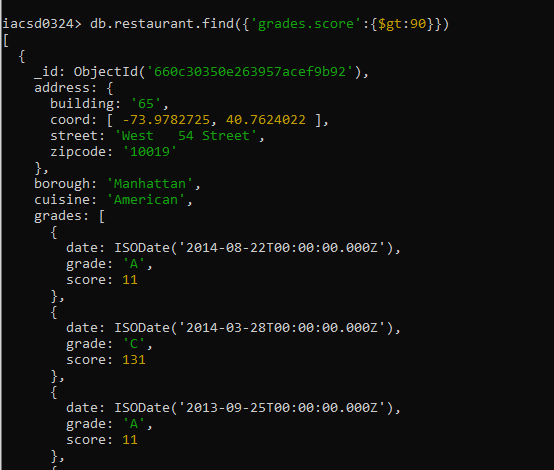 iacsd0324> db.restaurant.find({'grades.score':{$gt:90}})
[
  {
    _id: ObjectId('660c30350e263957acef9b92'),
    address: {
      building: '65',
      coord: [ -73.9782725, 40.7624022 ],
      street: 'West   54 Street',
      zipcode: '10019'
    },
    borough: 'Manhattan',
    cuisine: 'American',
    grades: [
      {
        date: ISODate('2014-08-22T00:00:00.000Z'),
        grade: 'A',
        score: 11
      },
      {
        date: ISODate('2014-03-28T00:00:00.000Z'),
        grade: 'C',
        score: 131
      },
      {
        date: ISODate('2013-09-25T00:00:00.000Z'),
        grade: 'A',
        score: 11
      },
      {